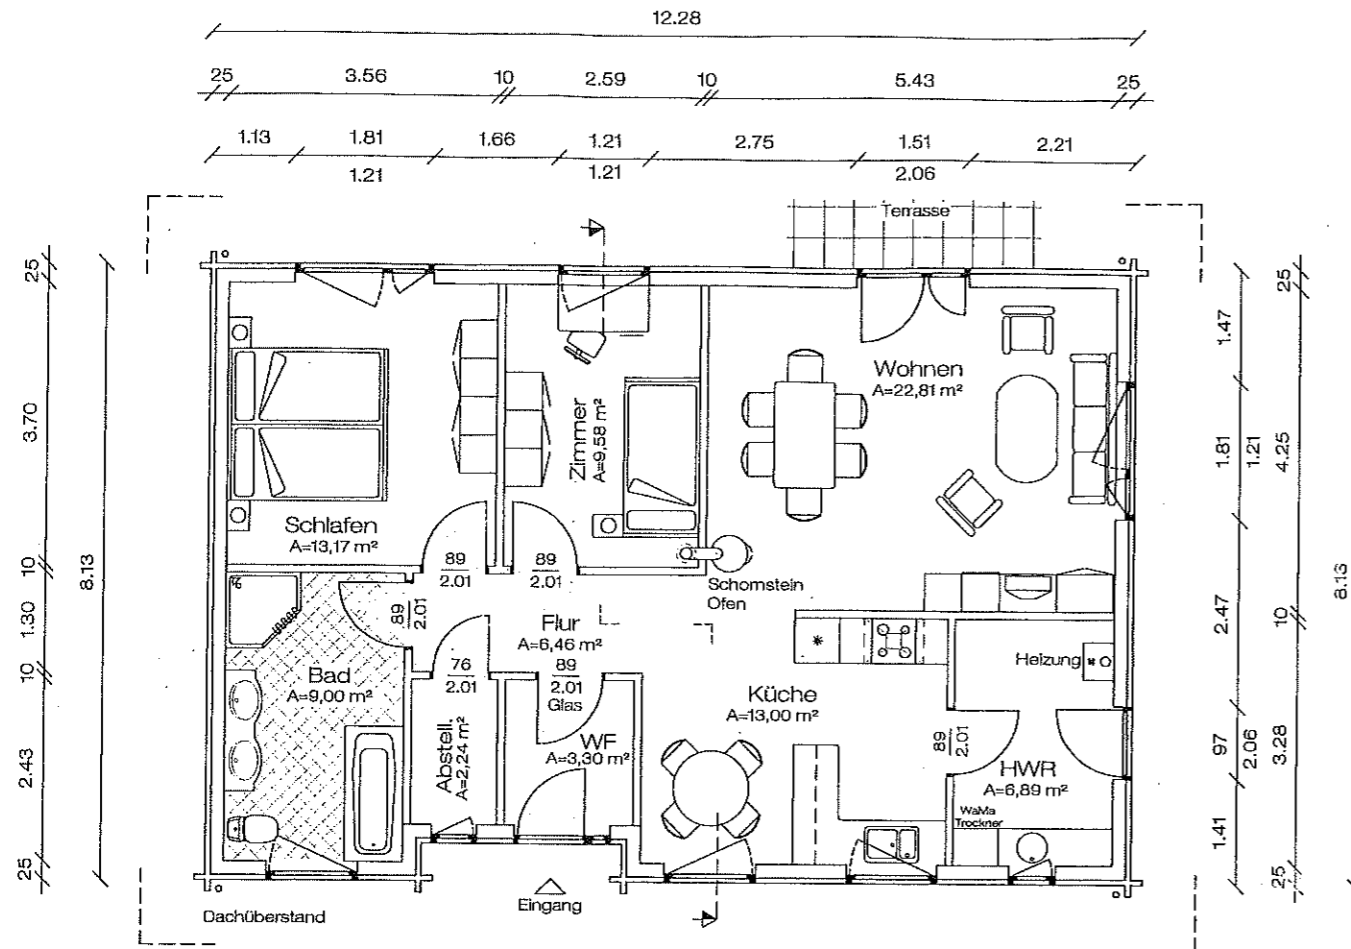 12.28
25 3.56 10 2.59 10 5.43 25
1.13 1.81 1.66 1.21 2.75 1.51 2.21
1.21 1.21 2.06
Terrasse
25
3.70
10
1.30
10
2.43
25
8.13
Schlafen
A=13,17 m²
Zimmer
A=9,58 m²
Wohnen
A=22,81 m²
89
2.01
89
2.01
89
2.01
Schornstein
Ofen
Flur
A=6,46 m²
76
2.01
89
2.01
Glas
Bad
A=9,00 m²
Abstell.
A=2,24 m²
WF
A=3,30 m²
Küche
A=13,00 m²
Heizung
89
2.01
HWR
A=6,89 m²
WaMa
Trockner
Eingang
Dachüberstand
1.47
1.81
1.21
2.47
97
2.06
1.41
25
4.25
10
3.28
25
8.13